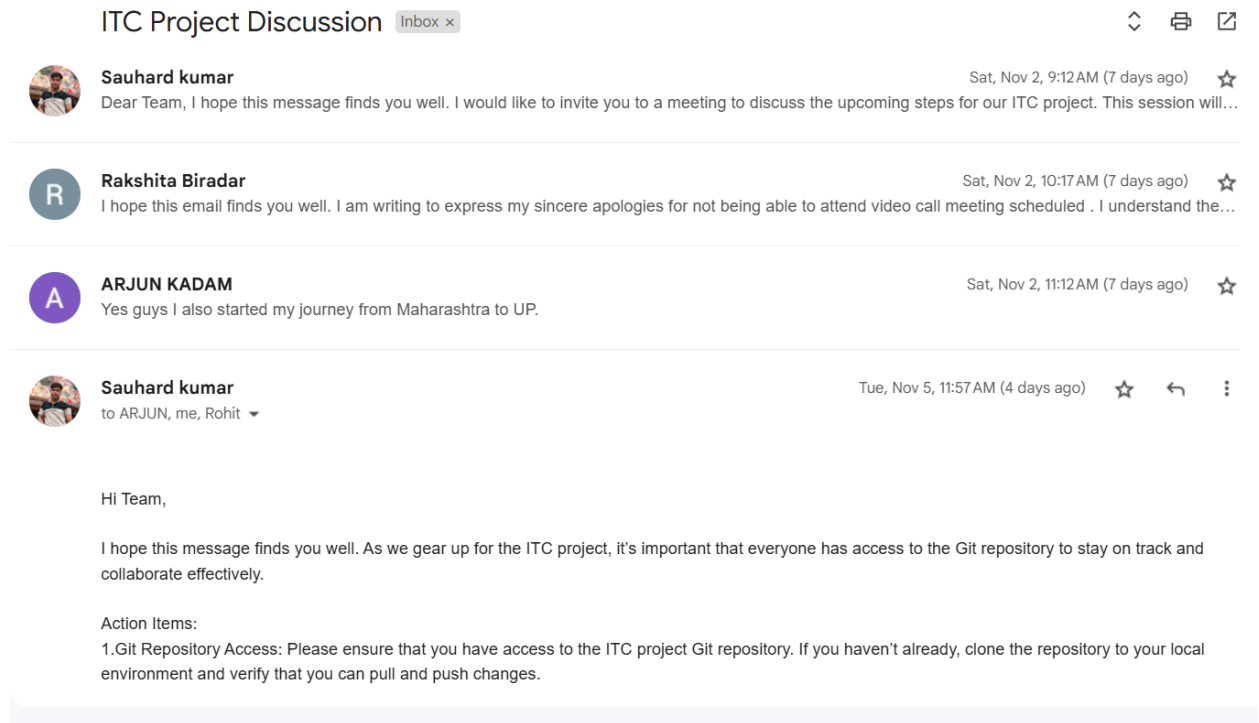 ITC Project Discussion Inbox ×
Sauhard kumar Sat, Nov 2, 9:12 AM (7 days ago)
Dear Team, I hope this message finds you well. I would like to invite you to a meeting to discuss the upcoming steps for our ITC project. This session will…
R
Rakshita Biradar Sat, Nov 2, 10:17 AM (7 days ago)
I hope this email finds you well. I am writing to express my sincere apologies for not being able to attend video call meeting scheduled . I understand the…
A
ARJUN KADAM Sat, Nov 2, 11:12 AM (7 days ago)
Yes guys I also started my journey from Maharashtra to UP.
Sauhard kumar Tue, Nov 5, 11:57 AM (4 days ago)
to ARJUN, me, Rohit
Hi Team,
I hope this message finds you well. As we gear up for the ITC project, it’s important that everyone has access to the Git repository to stay on track and
collaborate effectively.
Action Items:
1.Git Repository Access: Please ensure that you have access to the ITC project Git repository. If you haven’t already, clone the repository to your local
environment and verify that you can pull and push changes.